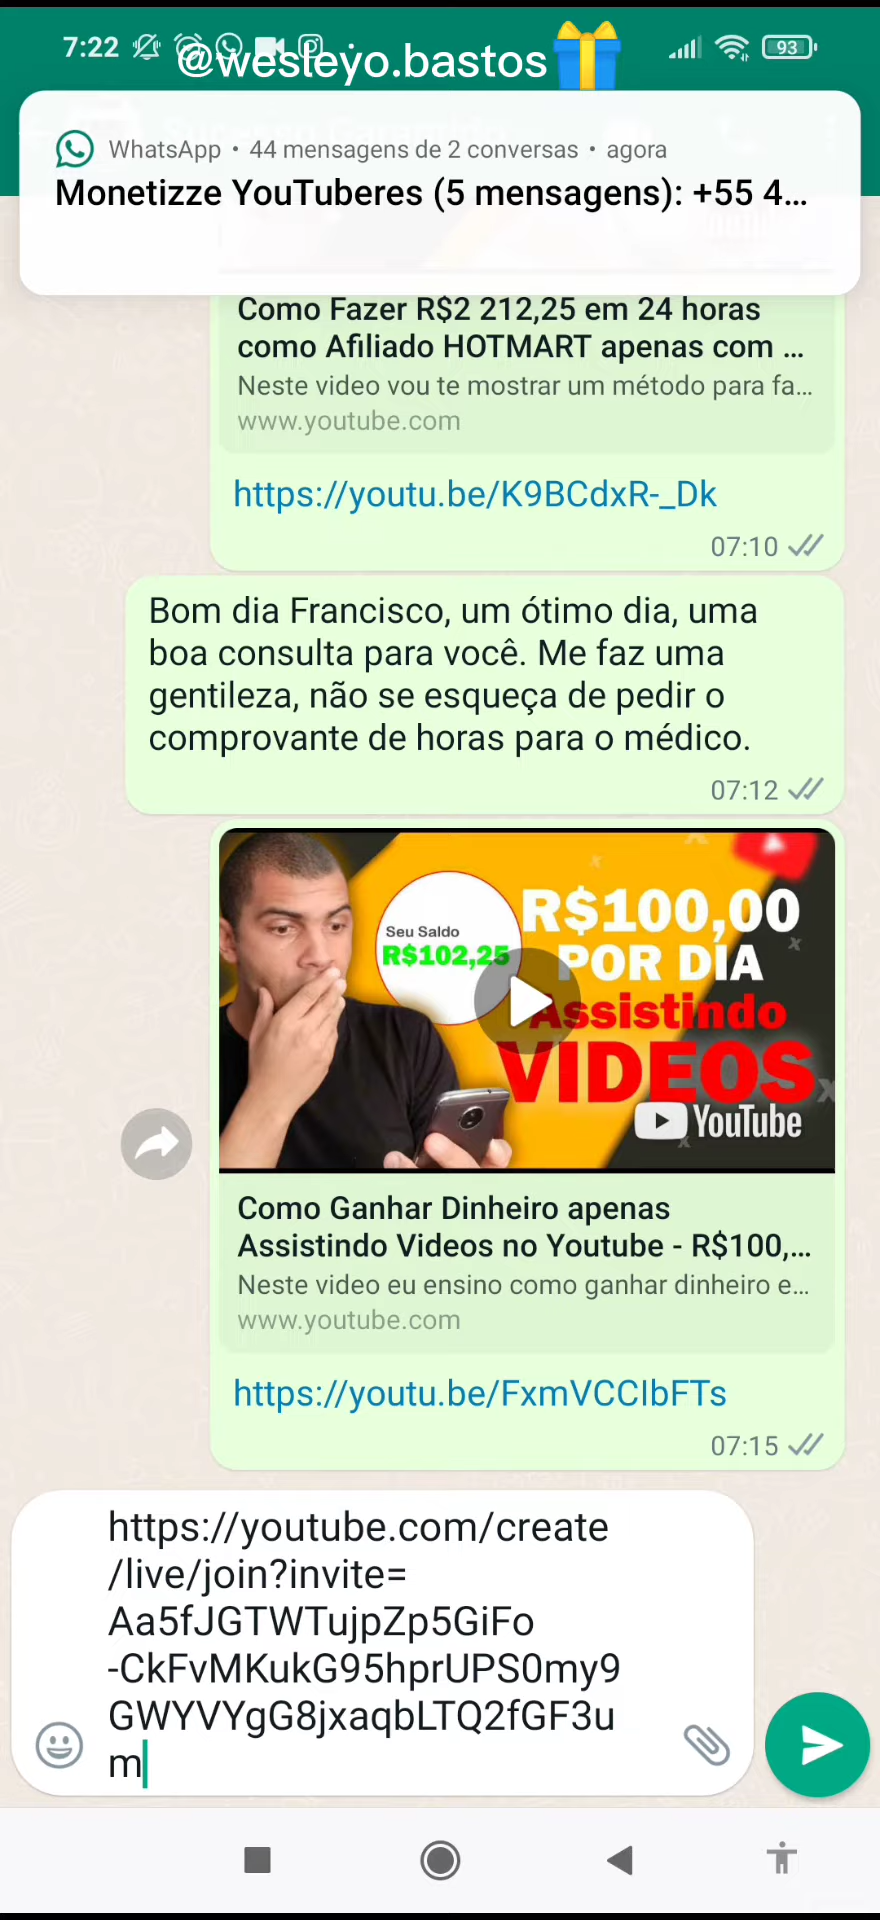 7:22
@wesleyo.bastos
93
WhatsApp • 44 mensagens de 2 conversas • agora
Monetizze YouTuberes (5 mensagens): +55 4...
Como Fazer R$2 212,25 em 24 horas
como Afiliado HOTMART apenas com ...
Neste video vou te mostrar um método para fa...
www.youtube.com
https://youtu.be/K9BCdxR-_Dk
07:10
Bom dia Francisco, um ótimo dia, uma
boa consulta para você. Me faz uma
gentileza, não se esqueça de pedir o
comprovante de horas para o médico.
07:12
Seu Saldo
R$102,25
R$100,00
POR DIA
Assistindo
VIDEOS
YouTube
Como Ganhar Dinheiro apenas
Assistindo Videos no Youtube - R$100,...
Neste video eu ensino como ganhar dinheiro e...
www.youtube.com
https://youtu.be/FxmVCCIbFTs
07:15
https://youtube.com/create
/live/join?invite=
Aa5fJGTWTujpZp5GiFo
-CkFvMKukG95hprUPS0my9
GWYVYgG8jxaqbLTQ2fGF3u
m